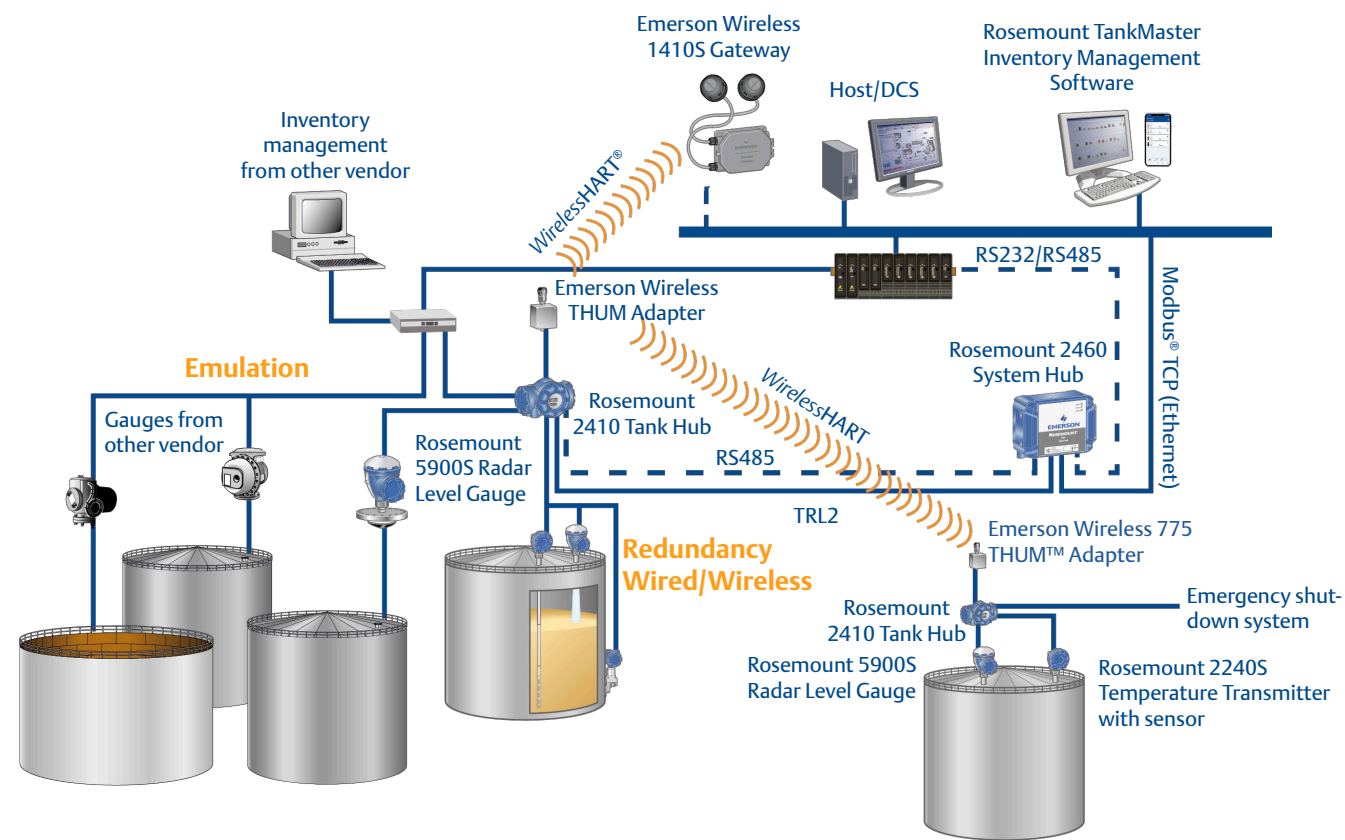 Emerson Wireless
1410S Gateway
Rosemount TankMaster
Inventory Management
Software
Host/DCS
Inventory
management
from other vendor
WirelessHART®
RS232/RS485
Emerson Wireless
THUM Adapter
Modbus® TCP (Ethernet)
Rosemount 2460
System Hub
Emulation
WirelessHART
Gauges from
other vendor
Rosemount
2410 Tank Hub
Rosemount
5900S Radar
Level Gauge
EMERSON
ROSEMOUNT
RS485
TRL2
Emerson Wireless 775
THUM™ Adapter
Redundancy
Wired/Wireless
Emergency shut-
down system
Rosemount
2410 Tank Hub
Rosemount 5900S
Radar Level Gauge
Rosemount 2240S
Temperature Transmitter
with sensor